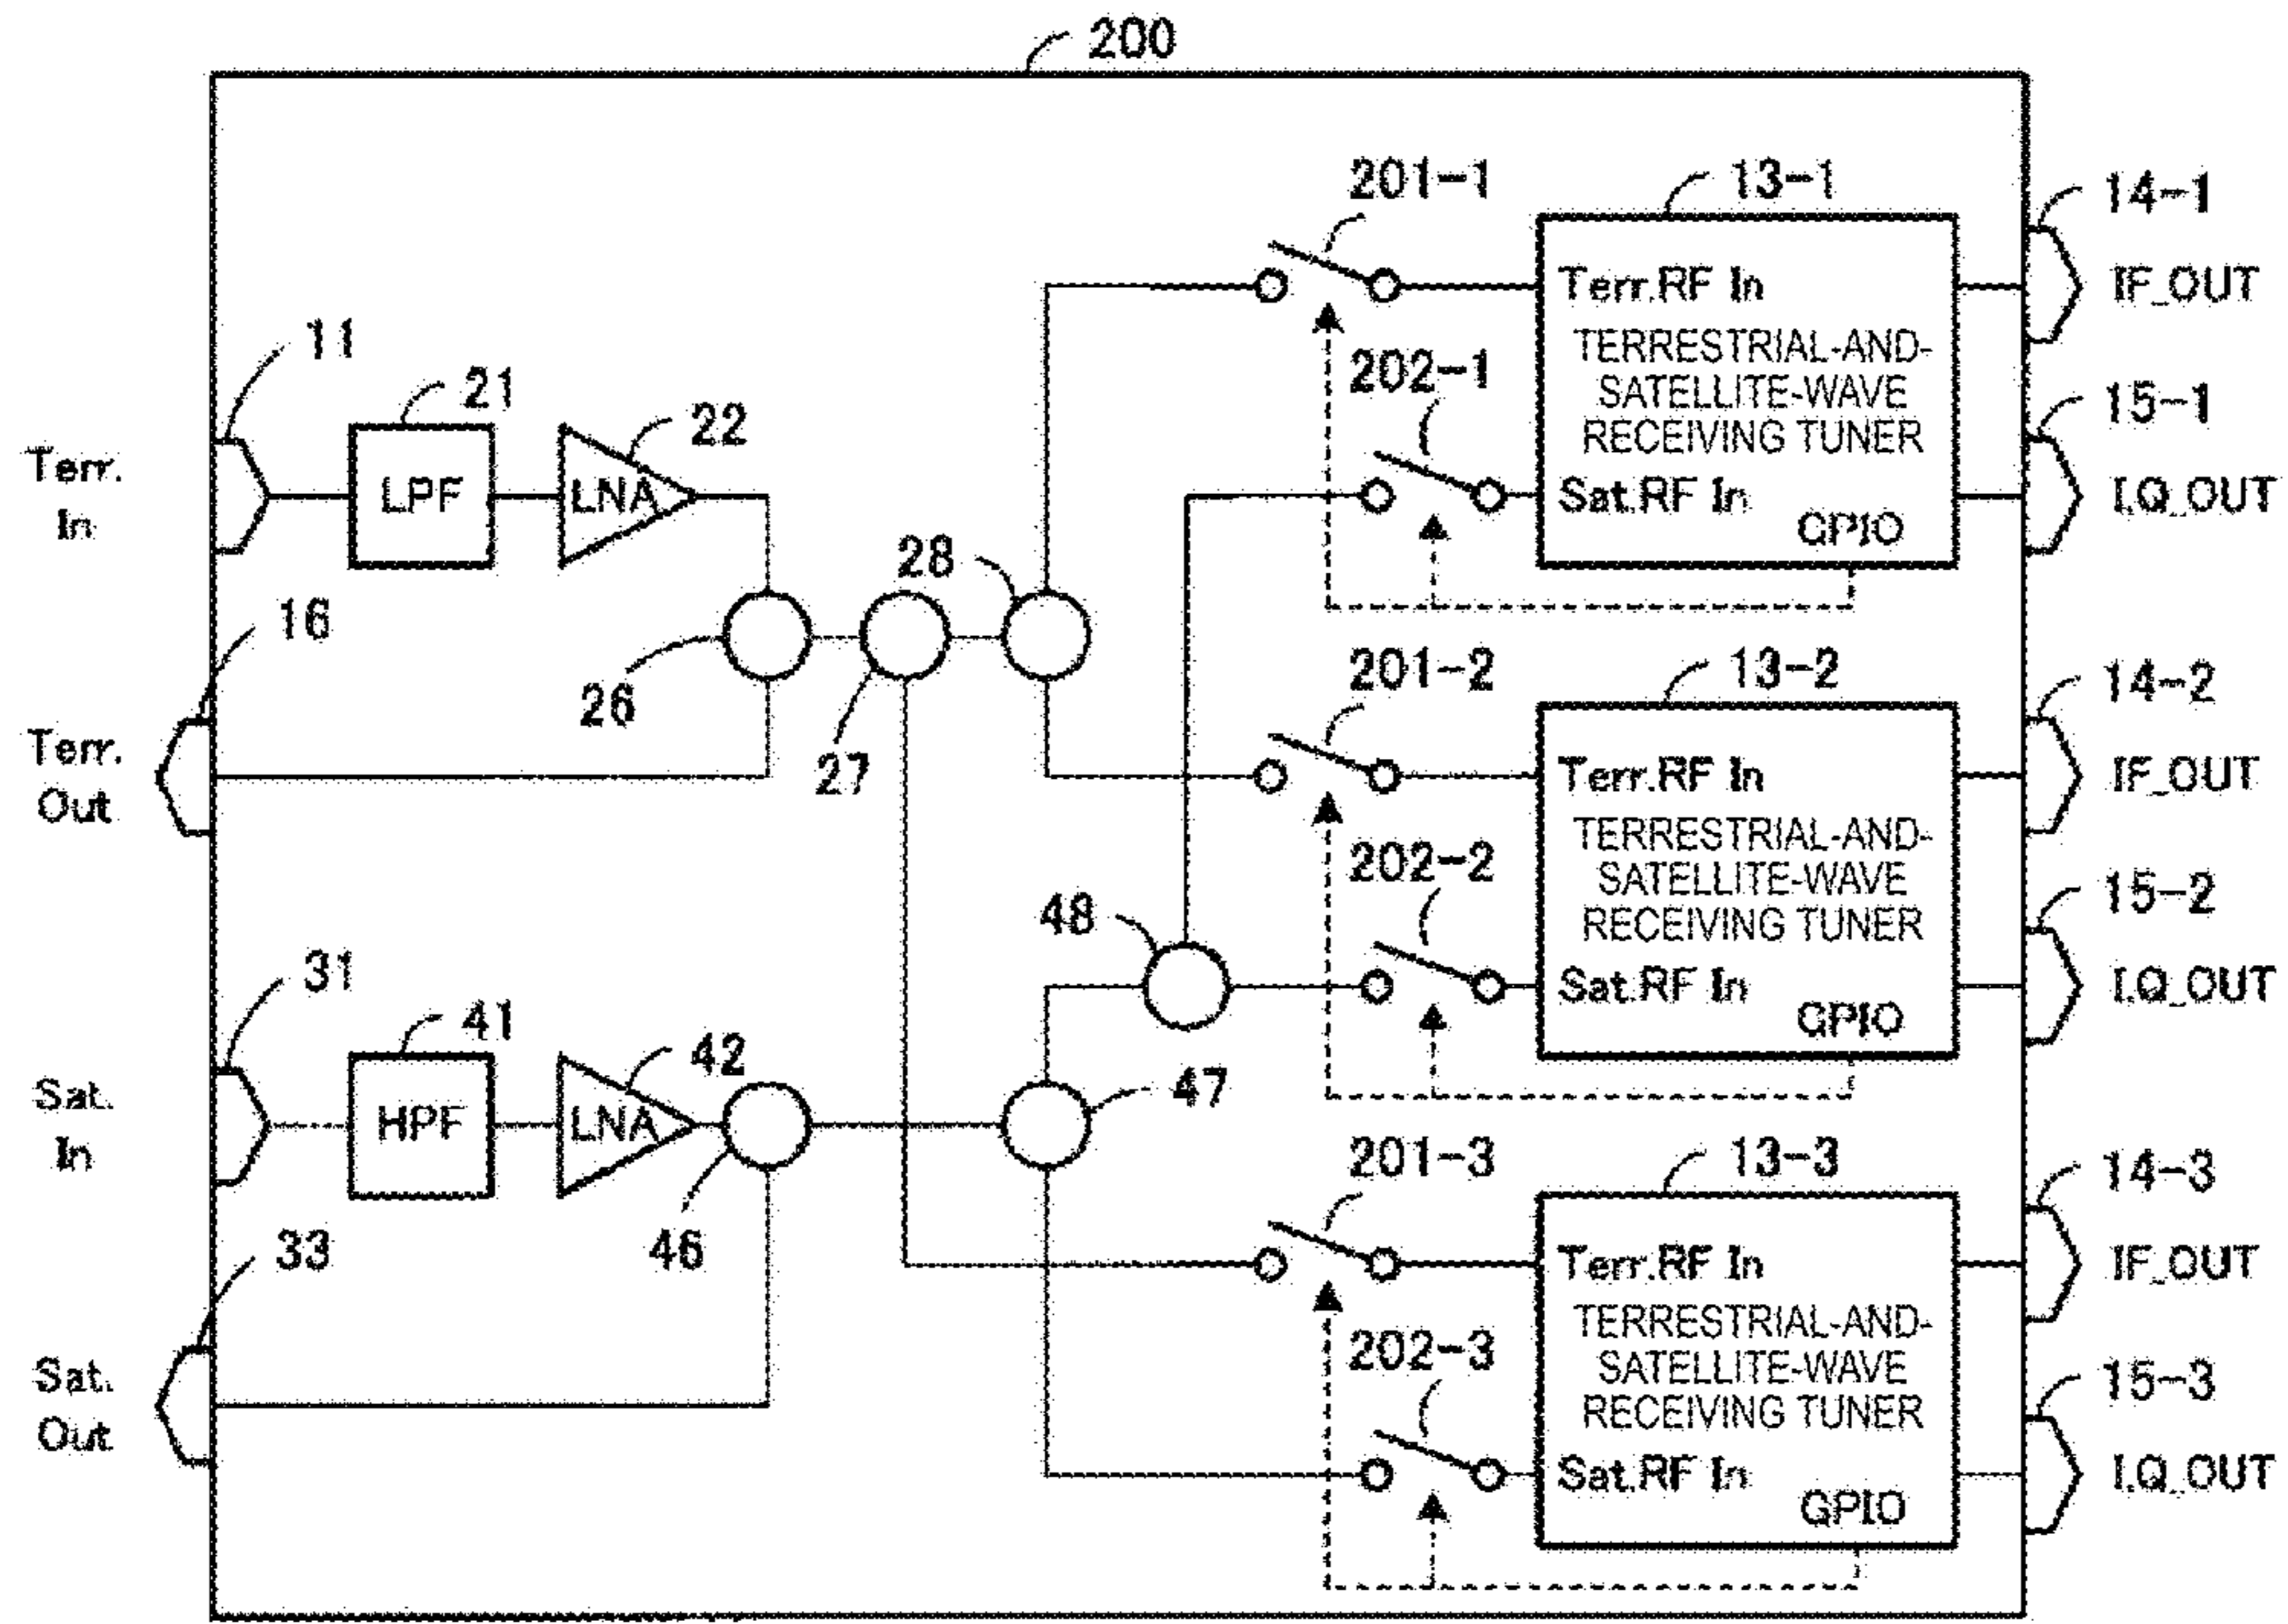 200
201-1
13-1
14-1
Terr.RF In
IF_OUT
TERRESTRIAL-AND-
SATELLITE-WAVE
RECEIVING TUNER
11
21
22
202-1
15-1
Terr.
In
LPF
LNA
Sat.RF In
GPIO
I,Q_OUT
28
16
26
27
201-2
13-2
14-2
Terr.
Out
Terr.RF In
IF_OUT
TERRESTRIAL-AND-
SATELLITE-WAVE
RECEIVING TUNER
202-2
48
15-2
Sat.RF In
GPIO
I,Q_OUT
31
41
42
47
Sat.
In
HPF
LNA
46
33
201-3
13-3
14-3
Terr.RF In
IF_OUT
TERRESTRIAL-AND-
SATELLITE-WAVE
RECEIVING TUNER
202-3
15-3
Sat.
Out
Sat.RF In
GPIO
I,Q_OUT